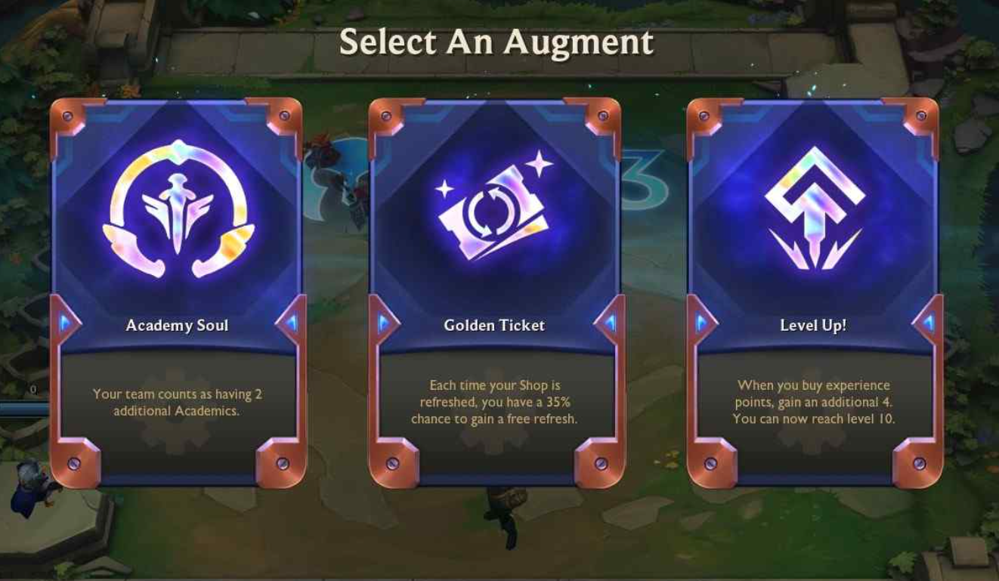 Select An Augment
Academy Soul
Your team counts as having 2
additional Academics.
Golden Ticket
Each time your Shop is
refreshed, you have a 35%
chance to gain a free refresh.
Level Up!
When you buy experience
points, gain an additional 4.
You can now reach level 10.
3
0